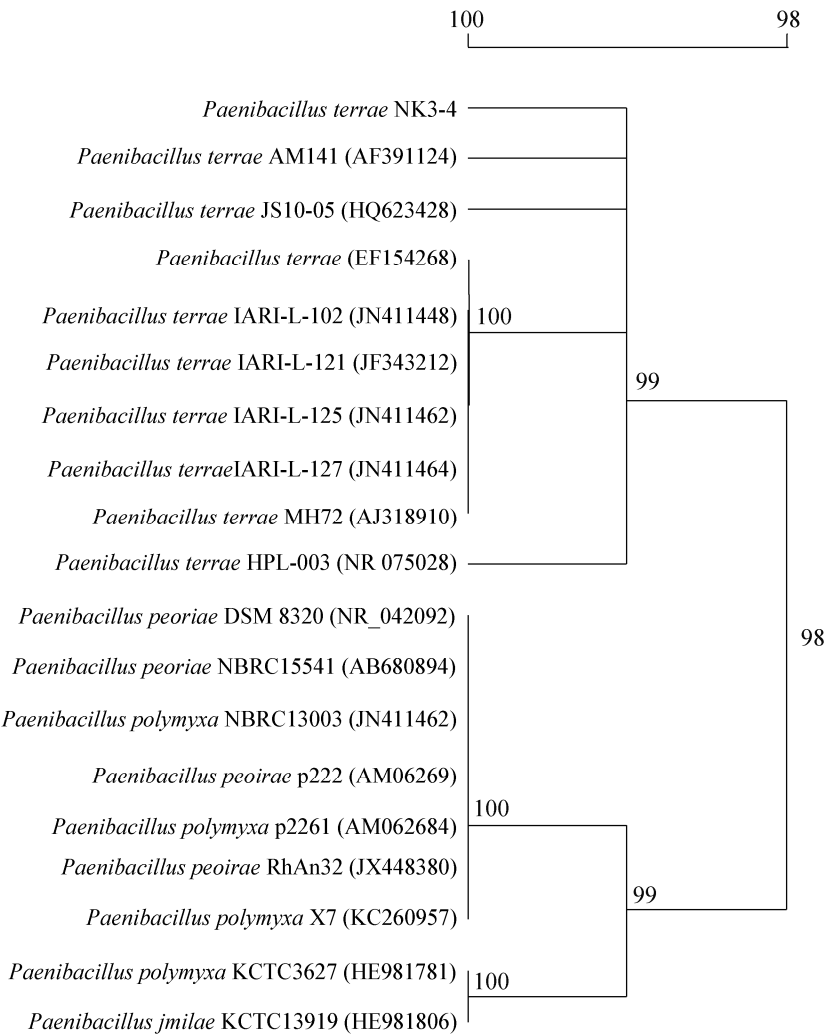 100 98
Paenibacillus terrae NK3-4
Paenibacillus terrae AM141 (AF391124)
Paenibacillus terrae JS10-05 (HQ623428)
Paenibacillus terrae (EF154268)
Paenibacillus terrae IARI-L-102 (JN411448)
100
Paenibacillus terrae IARI-L-121 (JF343212)
99
Paenibacillus terrae IARI-L-125 (JN411462)
Paenibacillus terraeIARI-L-127 (JN411464)
Paenibacillus terrae MH72 (AJ318910)
Paenibacillus terrae HPL-003 (NR 075028)
Paenibacillus peoriae DSM 8320 (NR_042092)
98
Paenibacillus peoriae NBRC15541 (AB680894)
Paenibacillus polymyxa NBRC13003 (JN411462)
Paenibacillus peoirae p222 (AM06269)
100
Paenibacillus polymyxa p2261 (AM062684)
Paenibacillus peoirae RhAn32 (JX448380)
99
Paenibacillus polymyxa X7 (KC260957)
Paenibacillus polymyxa KCTC3627 (HE981781)
100
Paenibacillus jmilae KCTC13919 (HE981806)